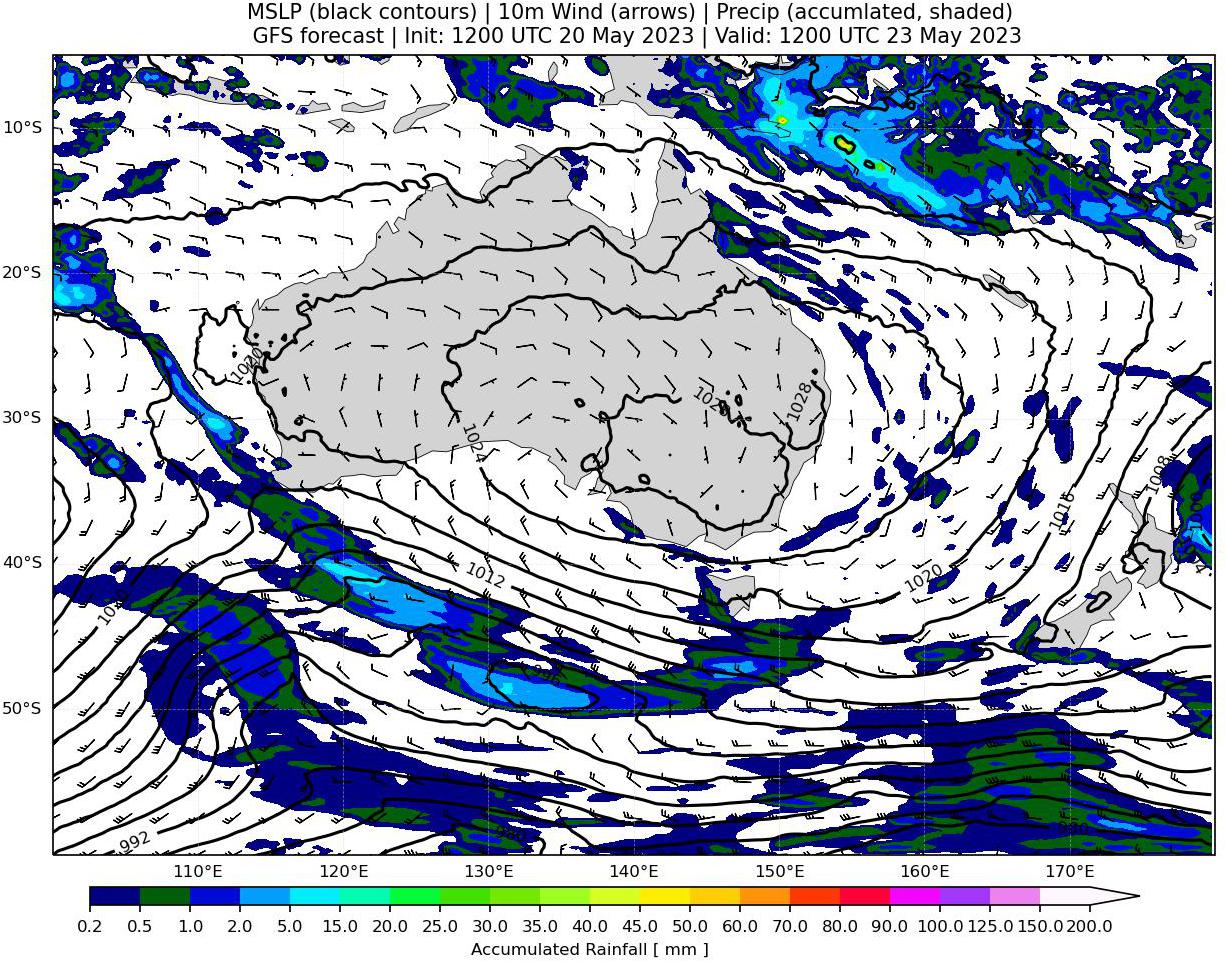 MSLP (black contours) | 10m Wind (arrows) | Precip (accumlated, shaded)
GFS forecast | Init: 1200 UTC 20 May 2023 | Valid: 1200 UTC 23 May 2023
10°S
20°S
1020
1028
30°S
1024
1008
1016
40°S
1012
1020
50°S
992
110°E 120°E 130°E 140°E 150°E 160°E 170°E
0.2 0.5 1.0 2.0 5.0 15.0 20.0 25.0 30.0 35.0 40.0 45.0 50.0 60.0 70.0 80.0 90.0 100.0 125.0 150.0 200.0
Accumulated Rainfall [ mm ]